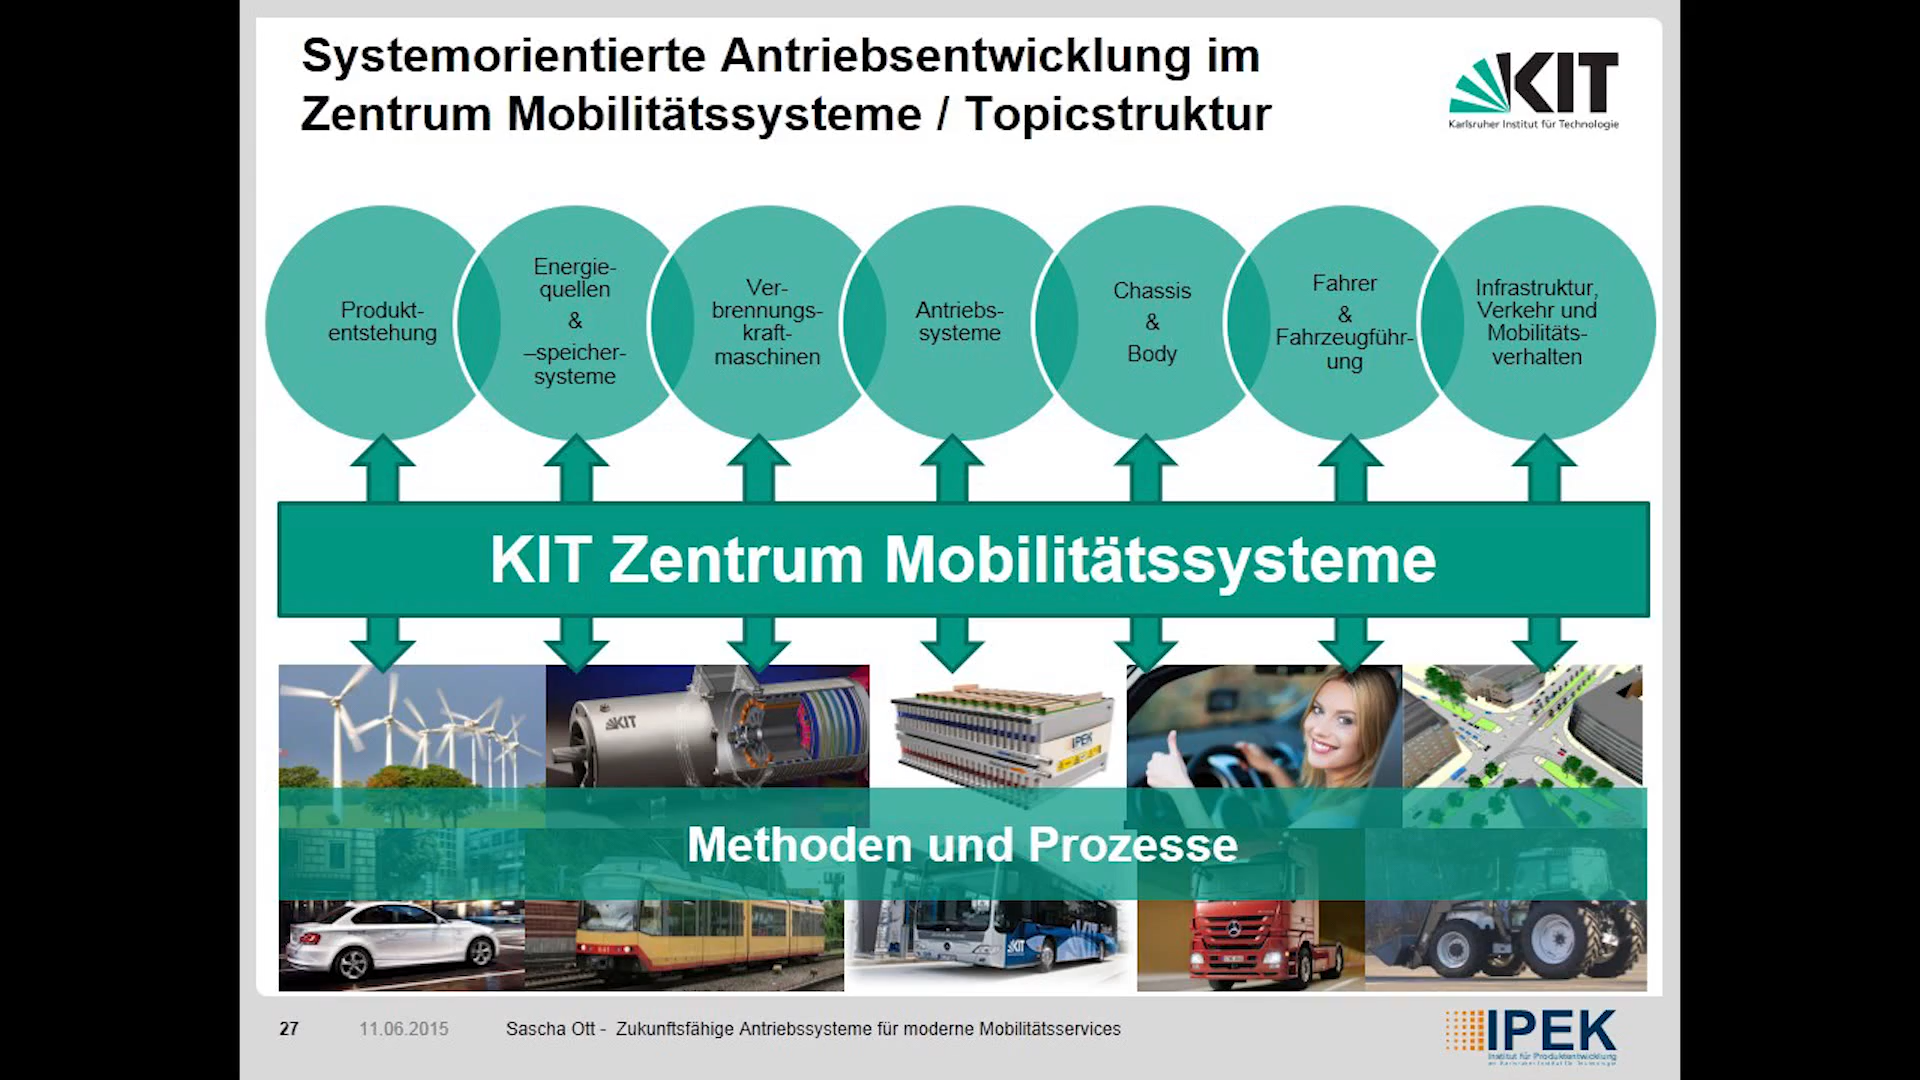 Systemorientierte Antriebsentwicklung im
Zentrum Mobilitätssysteme / Topicstruktur
KIT
Karlsruher Institut für Technologie
Produkt-
entstehung
Energie-
quellen
&
–speicher-
systeme
Ver-
brennungs-
kraft-
maschinen
Antriebs-
systeme
Chassis
&
Body
Fahrer
&
Fahrzeugführ-
ung
Infrastruktur,
Verkehr und
Mobilitäts-
verhalten
KIT Zentrum Mobilitätssysteme
KIT
IPEK
Methoden und Prozesse
KIT
27
11.06.2015
Sascha Ott - Zukunftsfähige Antriebssysteme für moderne Mobilitätsservices
IPEK
Institut für Produktentwicklung